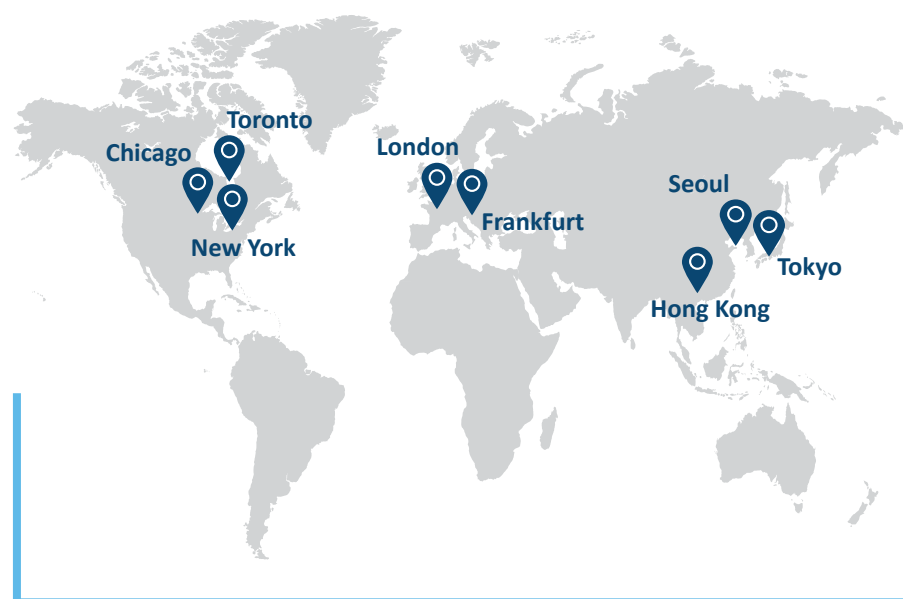 Toronto
Chicago
London
Seoul
Frankfurt
New York
Tokyo
Hong Kong